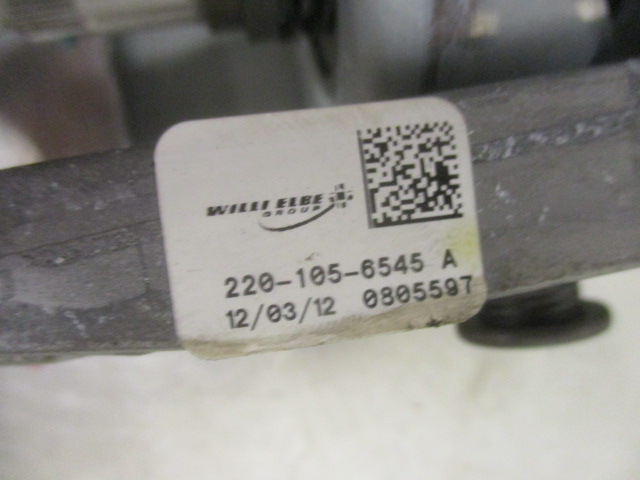 WILLI ELBE
GROUP
220-105-6545 A
12/03/12 0805597